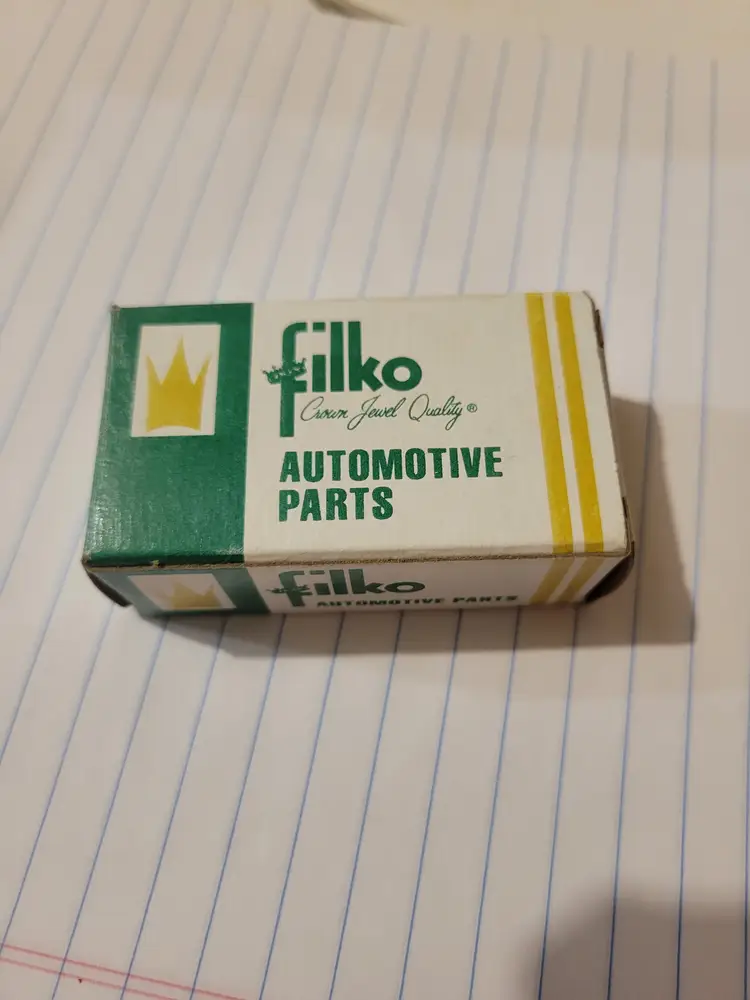 filko
Crown Jewel Quality®
AUTOMOTIVE
PARTS
filko
AUTOMOTIVE PARTS